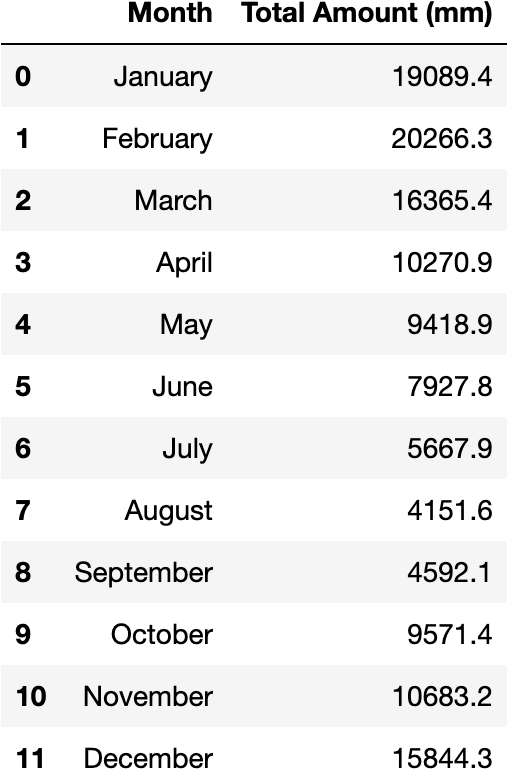 Month Total Amount (mm)
0 January 19089.4
1 February 20266.3
2 March 16365.4
3 April 10270.9
4 May 9418.9
5 June 7927.8
6 July 5667.9
7 August 4151.6
8 September 4592.1
9 October 9571.4
10 November 10683.2
11 December 15844.3